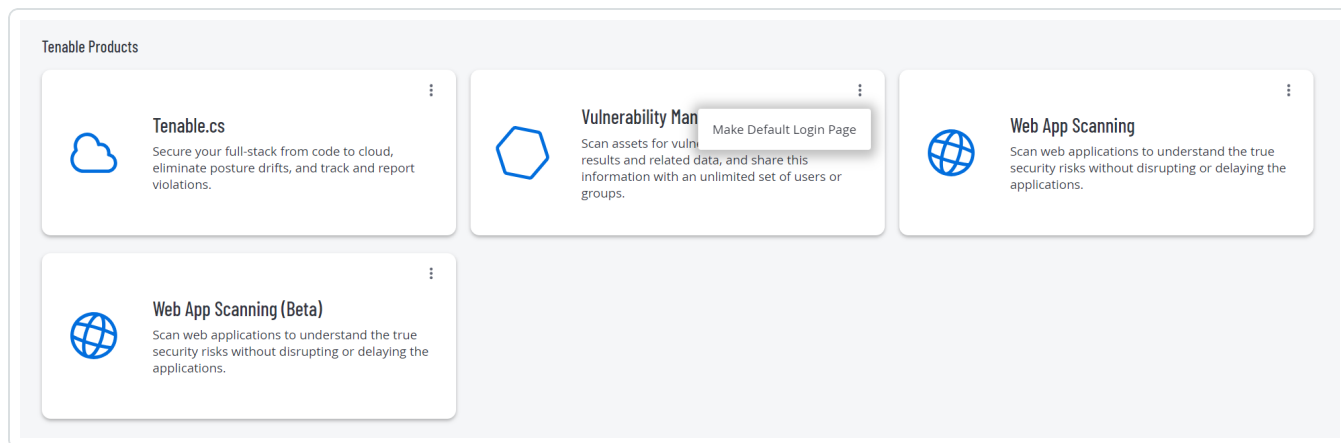 Tenable Products
Tenable.cs
Secure your full-stack from code to cloud,
eliminate posture drifts, and track and report
violations.
Vulnerability Man
Make Default Login Page
Scan assets for vuln
results and related data, and share this
information with an unlimited set of users or
groups.
Web App Scanning
Scan web applications to understand the true
security risks without disrupting or delaying the
applications.
Web App Scanning (Beta)
Scan web applications to understand the true
security risks without disrupting or delaying the
applications.